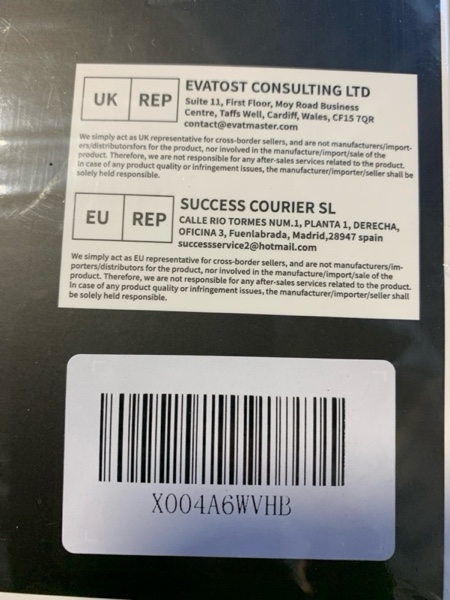 UK REP
EVATOST CONSULTING LTD
Suite 11, First Floor, Moy Road Business
Centre, Taffs Well, Cardiff, Wales, CF15 7QR
contact@evatmaster.com
We simply act as UK representative for cross-border sellers, and are not manufacturers/import-
ers/distributorsfors for the product, nor involved in the manufacture/import/sale of the
product. Therefore, we are not responsible for any after-sales services related to the product.
In case of any product quality or infringement issues, the manufacturer/importer/seller shall be
solely held responsible.
EU REP
SUCCESS COURIER SL
CALLE RIO TORMES NUM.1, PLANTA 1, DERECHA,
OFICINA 3, Fuenlabrada, Madrid,28947 spain
successservice2@hotmail.com
We simply act as EU representative for cross-border sellers, and are not manufacturers/im-
porters/distributors for the product, nor involved in the manufacture/import/sale of the
product. Therefore, we are not responsible for any after-sales services related to the product.
In case of any product quality or infringement issues, the manufacturer/importer/seller shall
be solely held responsible.
X004A6WVHB